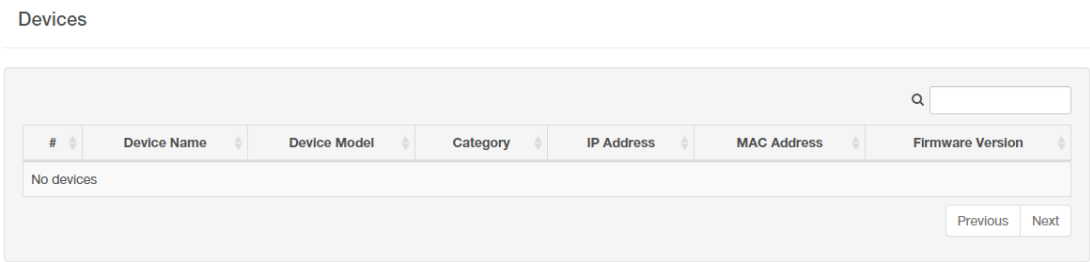 Devices
# Device Name Device Model Category IP Address MAC Address Firmware Version
No devices
Previous Next